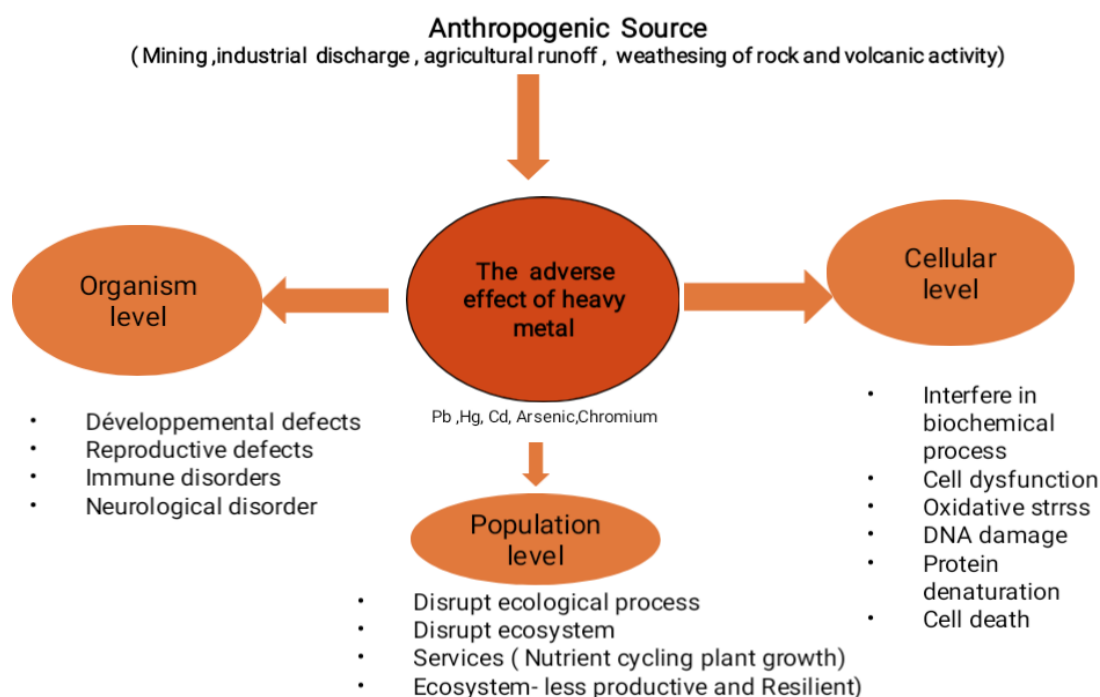 Anthropogenic Source
( Mining ,industrial discharge , agricultural runoff , weathesing of rock and volcanic activity)
The adverse
effect of heavy
metal
Pb ,Hg, Cd, Arsenic,Chromium
Organism
level
• Développemental defects
• Reproductive defects
• Immune disorders
• Neurological disorder
Population
level
• Disrupt ecological process
• Disrupt ecosystem
• Services ( Nutrient cycling plant growth)
• Ecosystem- less productive and Resilient)
Cellular
level
• Interfere in
biochemical
process
• Cell dysfunction
• Oxidative strrss
• DNA damage
• Protein
denaturation
• Cell death